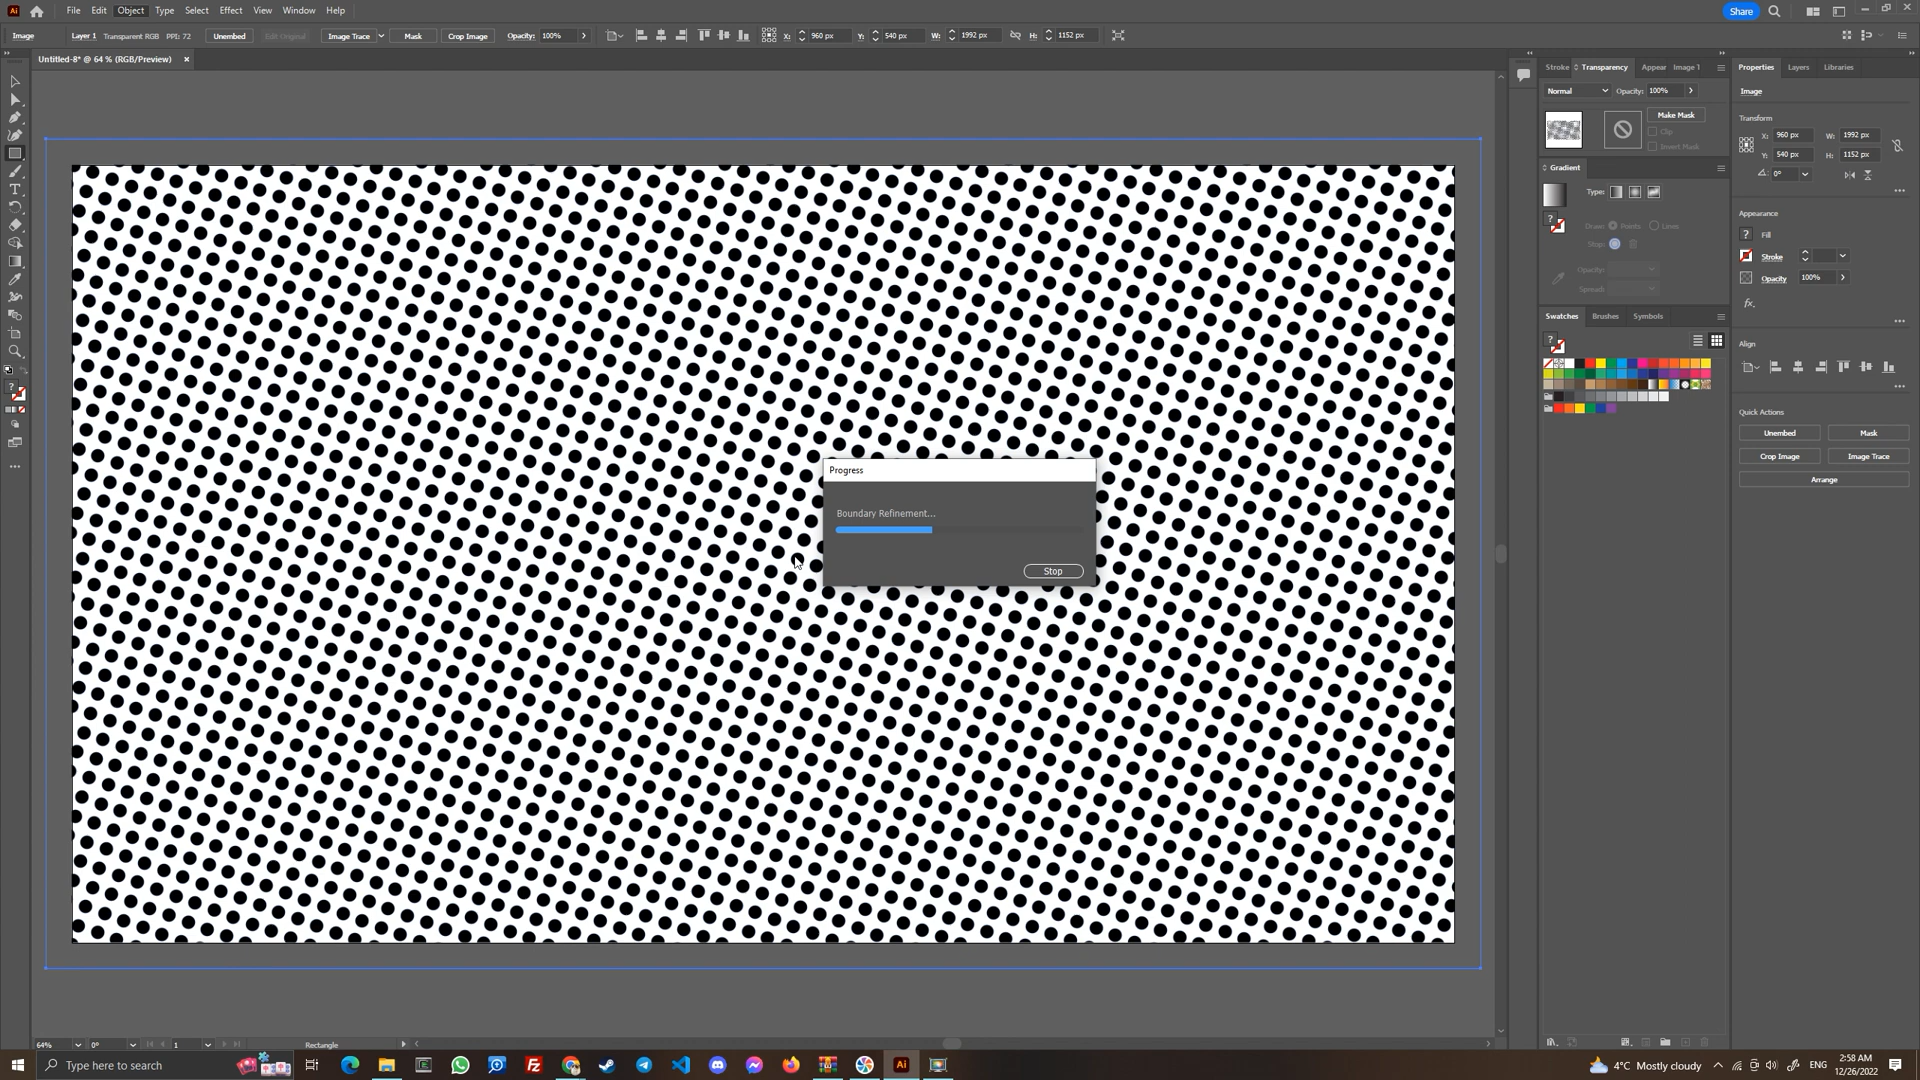 Ai File Edit Object Type Select Effect View Window Help Share
Image Layer 1 Transparent RGB PPI: 72 Unembed Edit Original Image Trace Mask Crop Image Opacity: 100% X: 960 px Y: 540 px W: 1992 px H: 1152 px
Untitled-8* @ 64 % (RGB/Preview)
Stroke Transparency Appear Image T
Normal Opacity: 100%
Make Mask
Clip
Invert Mask
Gradient
Type:
Draw: Points Lines
Stop:
Opacity:
Spread:
Swatches Brushes Symbols
Properties Layers Libraries
Image
Transform
X: 960 px W: 1992 px
Y: 540 px H: 1152 px
0°
Appearance
Fill
Stroke
Opacity 100%
fx.
Align
Quick Actions
Unembed Mask
Crop Image Image Trace
Arrange
Progress
Boundary Refinement...
Stop
64% 0° 1 Rectangle
Type here to search
4°C Mostly cloudy ENG
2:58 AM
12/26/2022